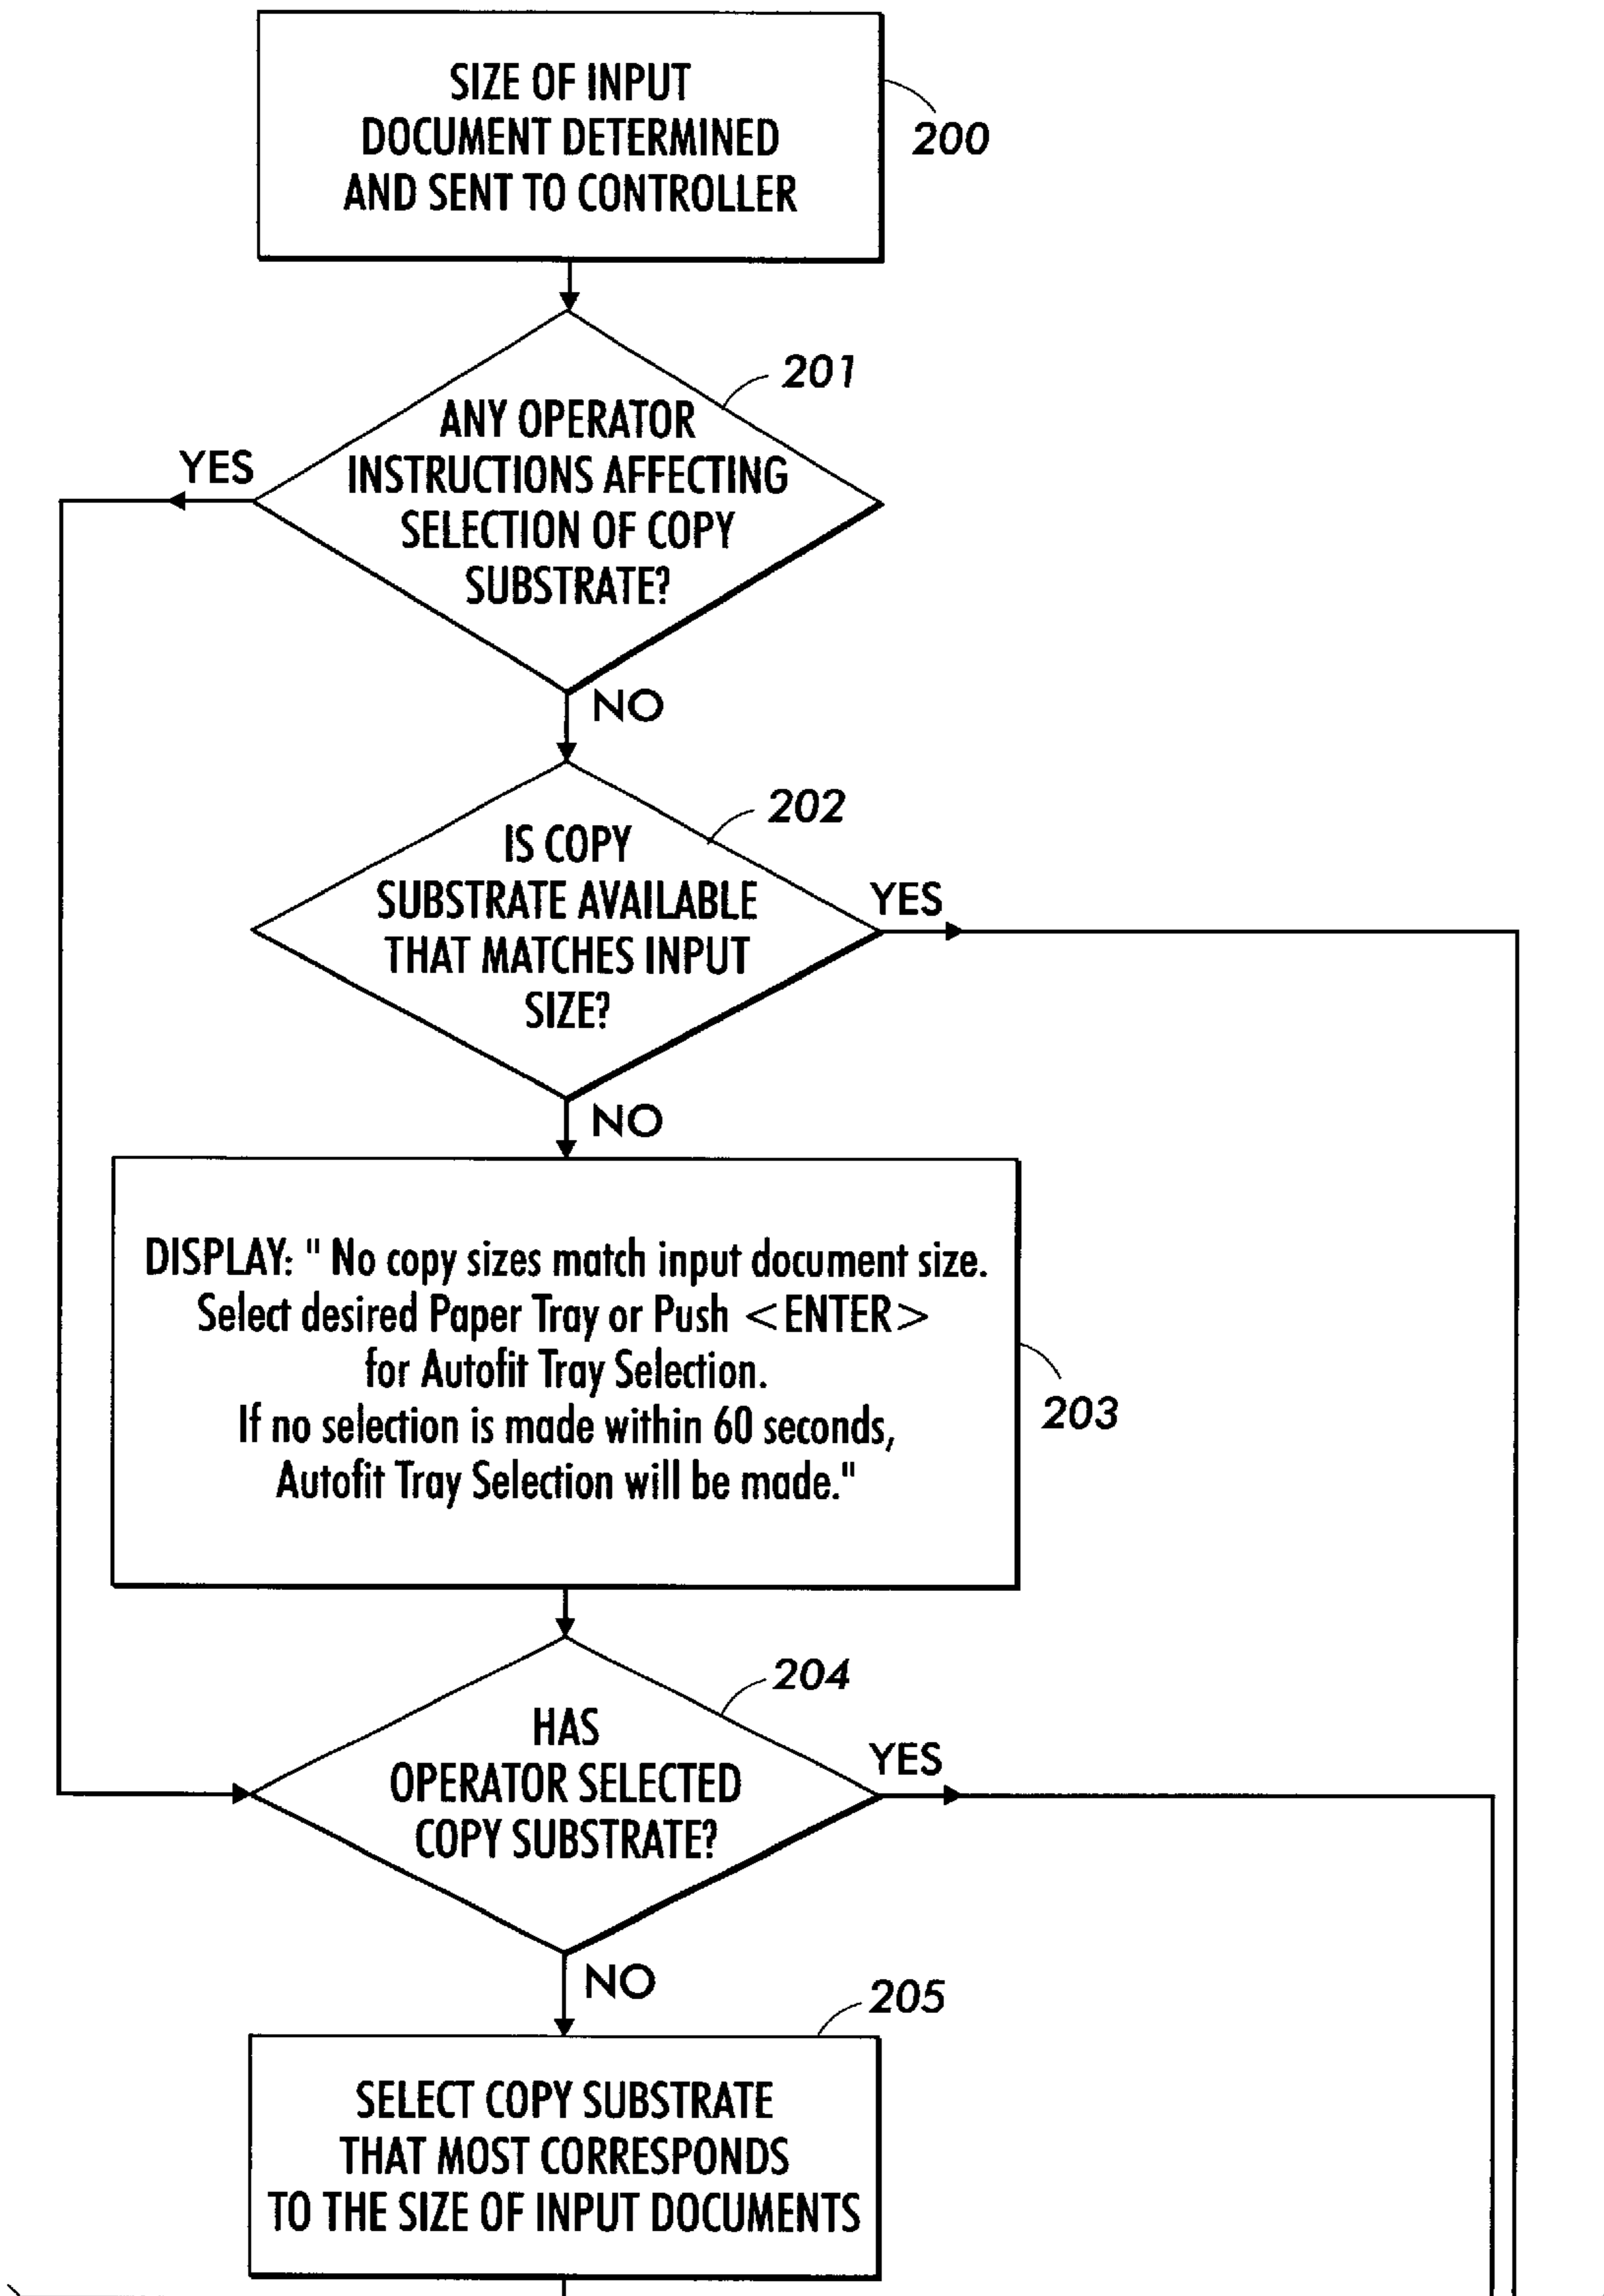 SIZE OF INPUT
DOCUMENT DETERMINED
AND SENT TO CONTROLLER
200
201
ANY OPERATOR
INSTRUCTIONS AFFECTING
SELECTION OF COPY
SUBSTRATE?
YES
NO
202
IS COPY
SUBSTRATE AVAILABLE
THAT MATCHES INPUT
SIZE?
YES
NO
DISPLAY: " No copy sizes match input document size.
Select desired Paper Tray or Push <ENTER>
for Autofit Tray Selection.
If no selection is made within 60 seconds,
Autofit Tray Selection will be made."
203
204
HAS
OPERATOR SELECTED
COPY SUBSTRATE?
YES
NO
205
SELECT COPY SUBSTRATE
THAT MOST CORRESPONDS
TO THE SIZE OF INPUT DOCUMENTS